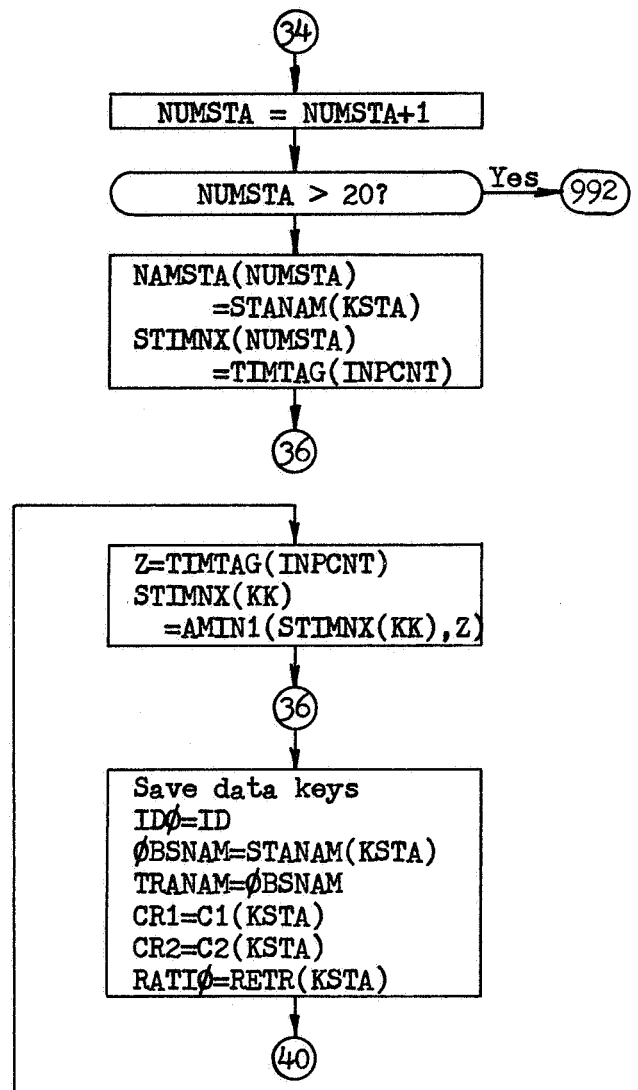 34
NUMSTA = NUMSTA+1
NUMSTA > 20?
Yes
992
NAMSTA(NUMSTA)
=STANAM(KSTA)
STIMNX(NUMSTA)
=TIMTAG(INPCNT)
36
Z=TIMTAG(INPCNT)
STIMNX(KK)
=AMIN1(STIMNX(KK),Z)
36
Save data keys
IDØ=ID
ØBSNAM=STANAM(KSTA)
TRANAM=ØBSNAM
CR1=C1(KSTA)
CR2=C2(KSTA)
RATIØ=RETR(KSTA)
40